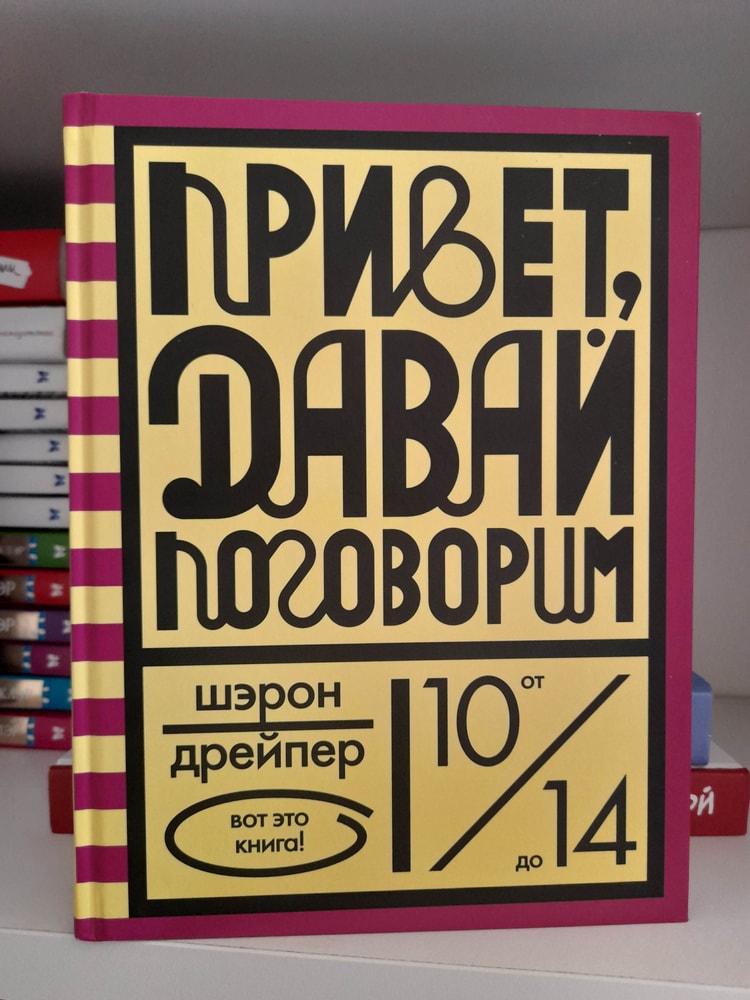 ПРИВЕТ,
ДАВАЙ
ПОГОВОРИМ
шэрон
дрейпер
вот это
книга!
от
10
до
14